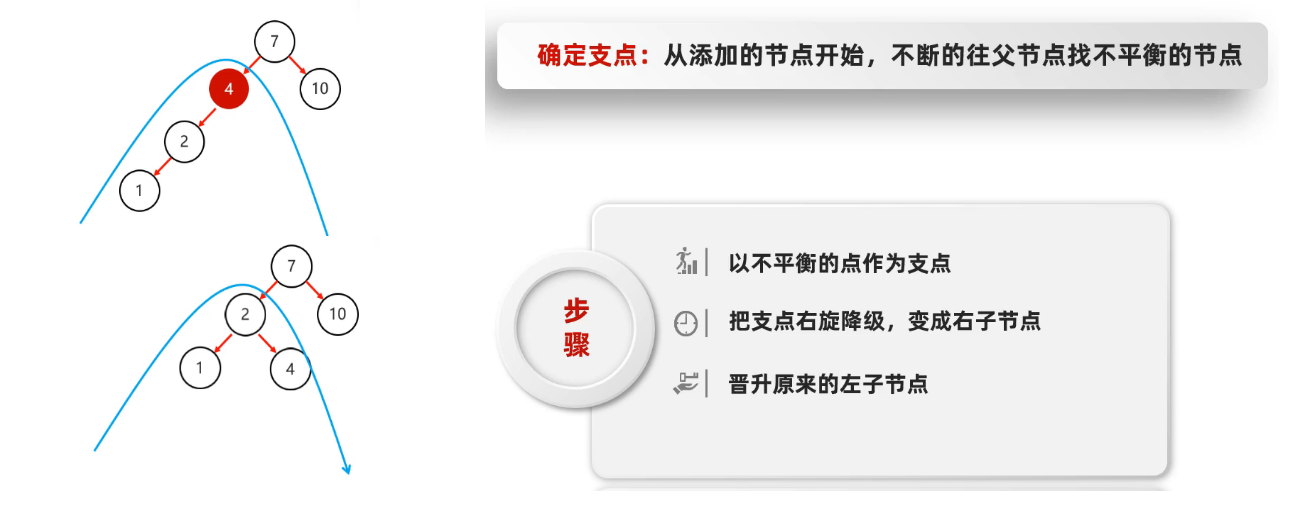 7
4
10
2
1
7
2
10
1
4
确定支点：从添加的节点开始，不断的往父节点找不平衡的节点
步
骤
以不平衡的点作为支点
把支点右旋降级，变成右子节点
晋升原来的左子节点